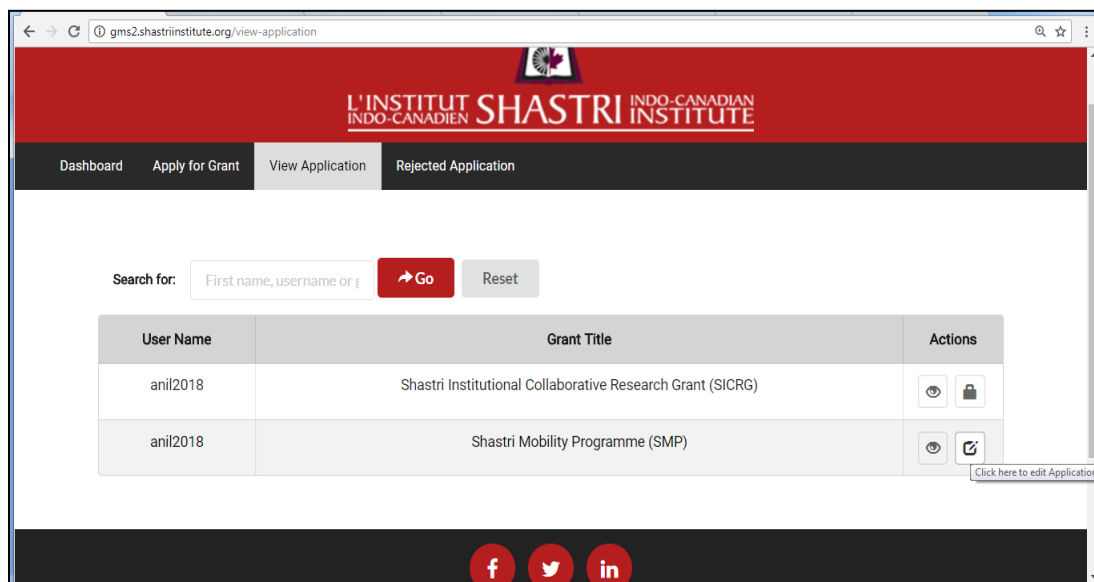 gms2.shastriinstitute.org/view-application
L'INSTITUT SHASTRI INDO-CANADIAN
INDO-CANADIEN INSTITUTE
Dashboard Apply for Grant View Application Rejected Application
Search for: First name, username or g Go Reset
User Name Grant Title Actions
anil2018 Shastri Institutional Collaborative Research Grant (SICRG)
anil2018 Shastri Mobility Programme (SMP)
Click here to edit Application
f in